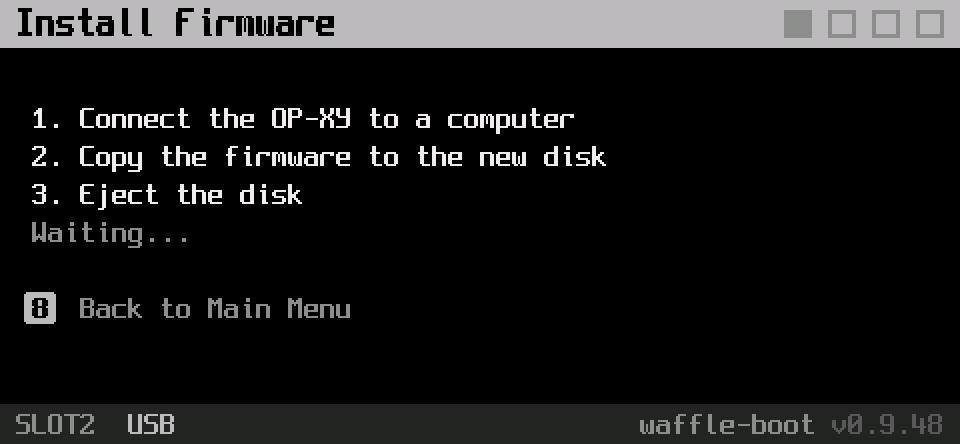 Install Firmware
1. Connect the OP-XY to a computer
2. Copy the firmware to the new disk
3. Eject the disk
Waiting...
8 Back to Main Menu
SLOT2 USB waffle-boot v0.9.48